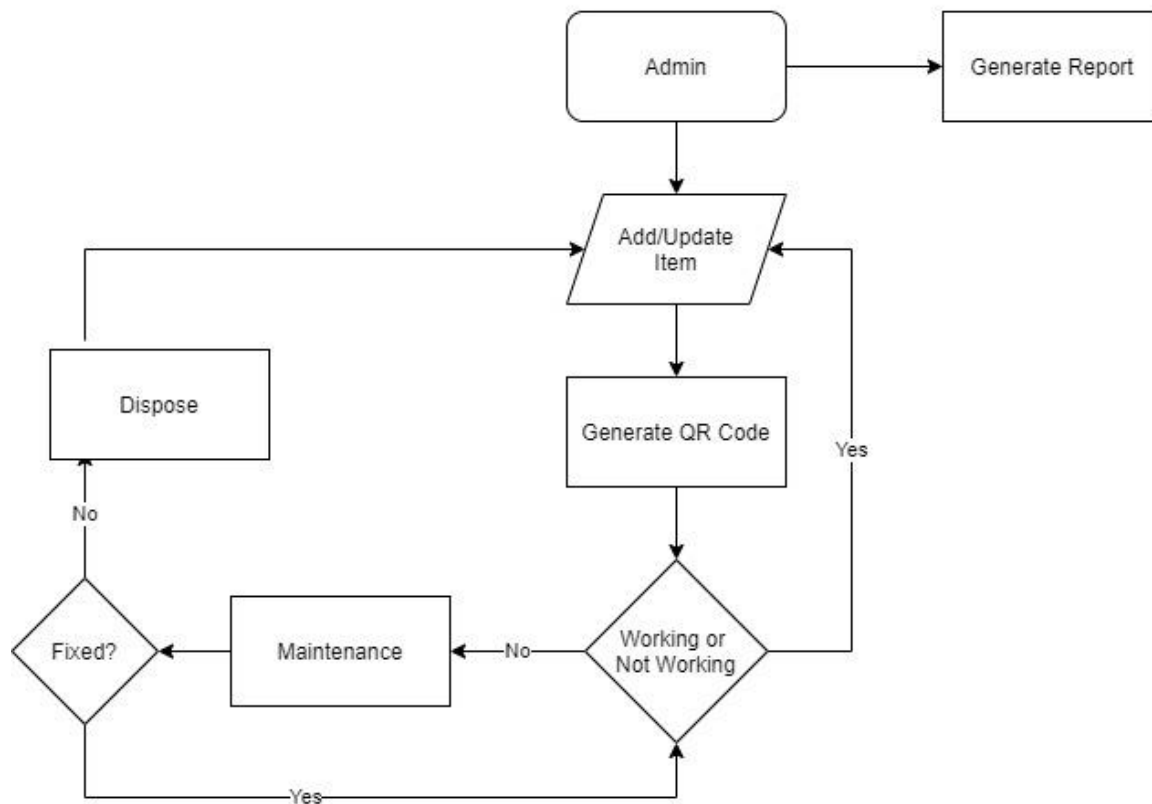 Admin
Generate Report
Add/Update
Item
Dispose
Generate QR Code
Yes
No
Fixed?
Maintenance
No
Working or
Not Working
Yes